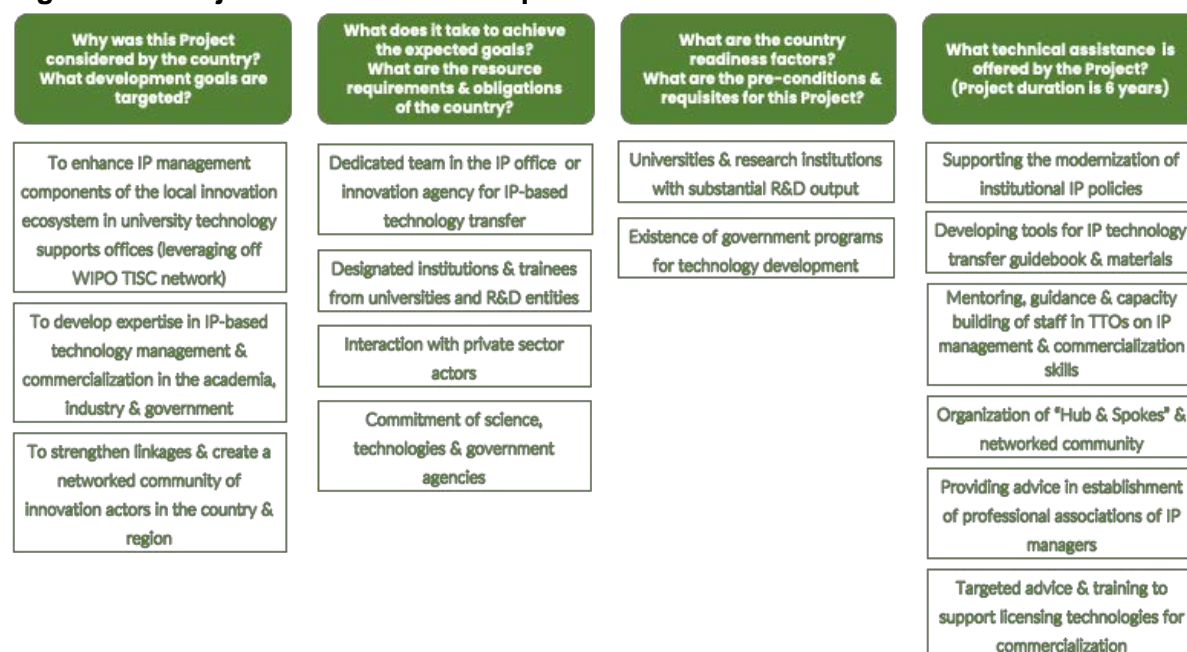 Why was this Project
considered by the country?
What development goals are
targeted?
To enhance IP management
components of the local innovation
ecosystem in university technology
supports offices (leveraging off
WIPO TISC network)
To develop expertise in IP-based
technology management &
commercialization in the academia,
industry & government
To strengthen linkages & create a
networked community of
innovation actors in the country &
region
What does it take to achieve
the expected goals?
What are the resource
requirements & obligations
of the country?
Dedicated team in the IP office or
innovation agency for IP-based
technology transfer
Designated institutions & trainees
from universities and R&D entities
Interaction with private sector
actors
Commitment of science,
technologies & government
agencies
What are the country
readiness factors?
What are the pre-conditions &
requisites for this Project?
Universities & research institutions
with substantial R&D output
Existence of government programs
for technology development
What technical assistance is
offered by the Project?
(Project duration is 6 years)
Supporting the modernization of
institutional IP policies
Developing tools for IP technology
transfer guidebook & materials
Mentoring, guidance & capacity
building of staff in TTOs on IP
management & commercialization
skills
Organization of "Hub & Spokes" &
networked community
Providing advice in establishment
of professional associations of IP
managers
Targeted advice & training to
support licensing technologies for
commercialization